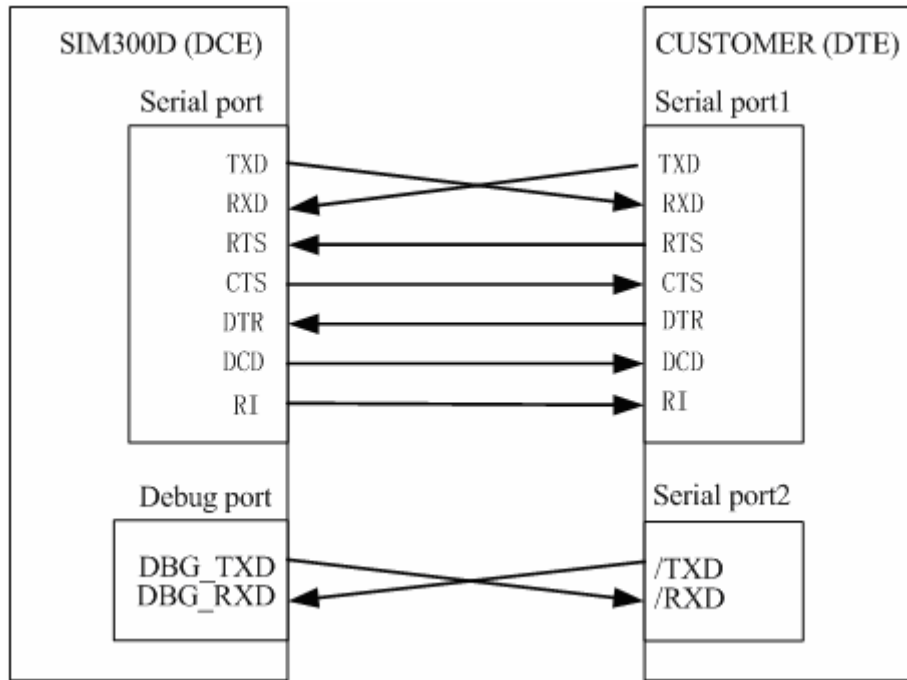 SIM300D (DCE)
Serial port
TXD
RXD
RTS
CTS
DTR
DCD
RI
Debug port
DBG_TXD
DBG_RXD
CUSTOMER (DTE)
Serial port1
TXD
RXD
RTS
CTS
DTR
DCD
RI
Serial port2
/TXD
/RXD